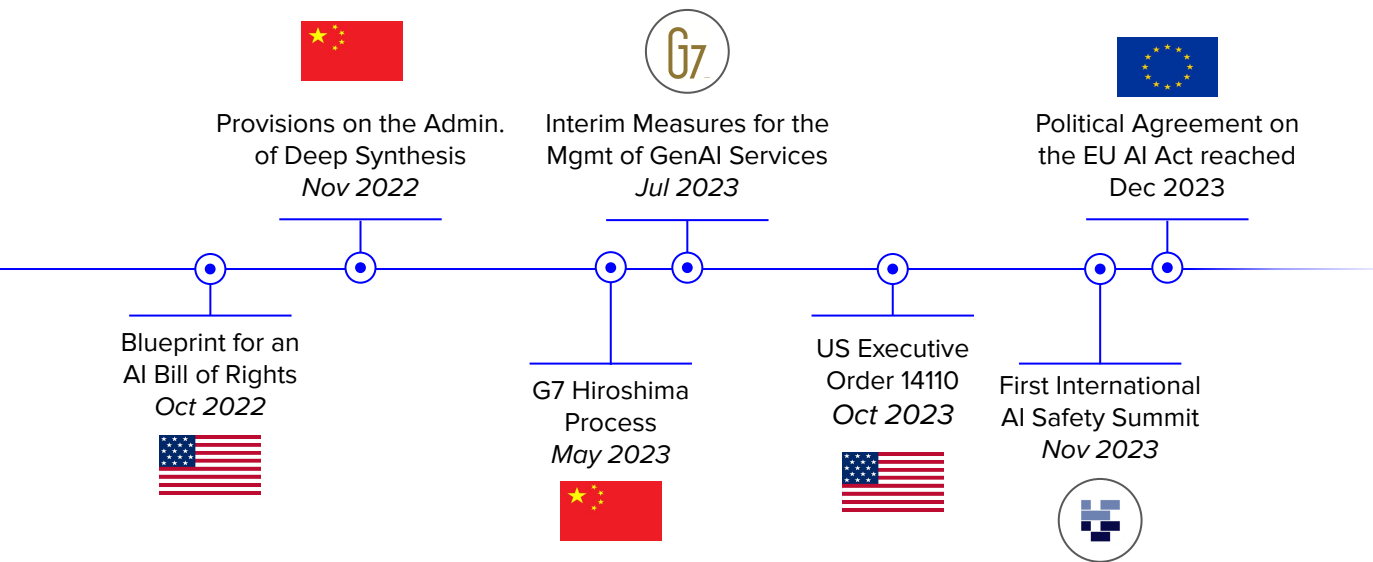 G7
Provisions on the Admin.
of Deep Synthesis
Nov 2022
Interim Measures for the
Mgmt of GenAI Services
Jul 2023
Political Agreement on
the EU AI Act reached
Dec 2023
Blueprint for an
AI Bill of Rights
Oct 2022
G7 Hiroshima
Process
May 2023
US Executive
Order 14110
Oct 2023
First International
AI Safety Summit
Nov 2023